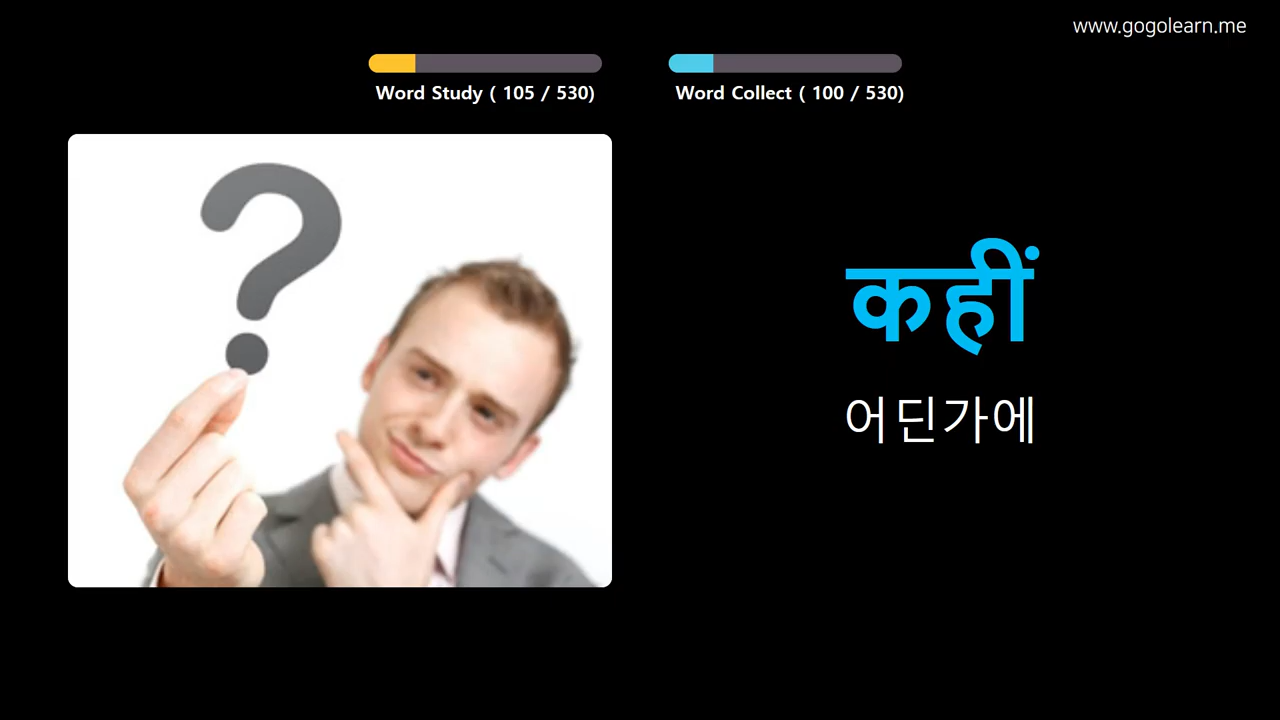 www.gogolearn.me
Word Study ( 105 / 530)
Word Collect ( 100 / 530)
?
कहीं
어딘가에